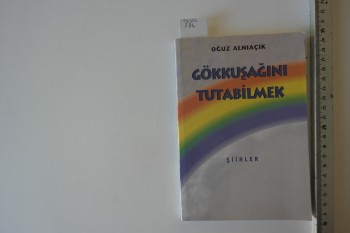 OĞUZ ALNIAÇIK
GÖKKUŞAĞINI
TUTABİLMEK
ŞİİRLER